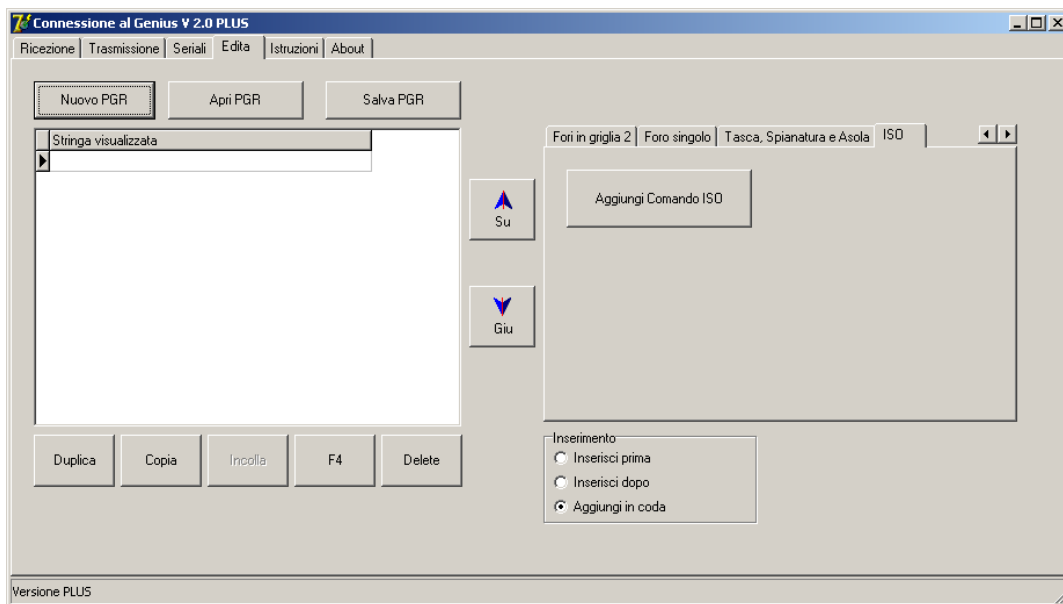 Connessione al Genius V 2.0 PLUS
Ricezione Trasmissione Seriali Edita Istruzioni About
Nuovo PGR Apri PGR Salva PGR
Stringa visualizzata
Fori in griglia 2 Foro singolo Tasca, Spianatura e Asola ISO
Aggiungi Comando ISO
Su
Giu
Duplica Copia Incolla F4 Delete
Inserimento
Inserisci prima
Inserisci dopo
Aggiungi in coda
Versione PLUS